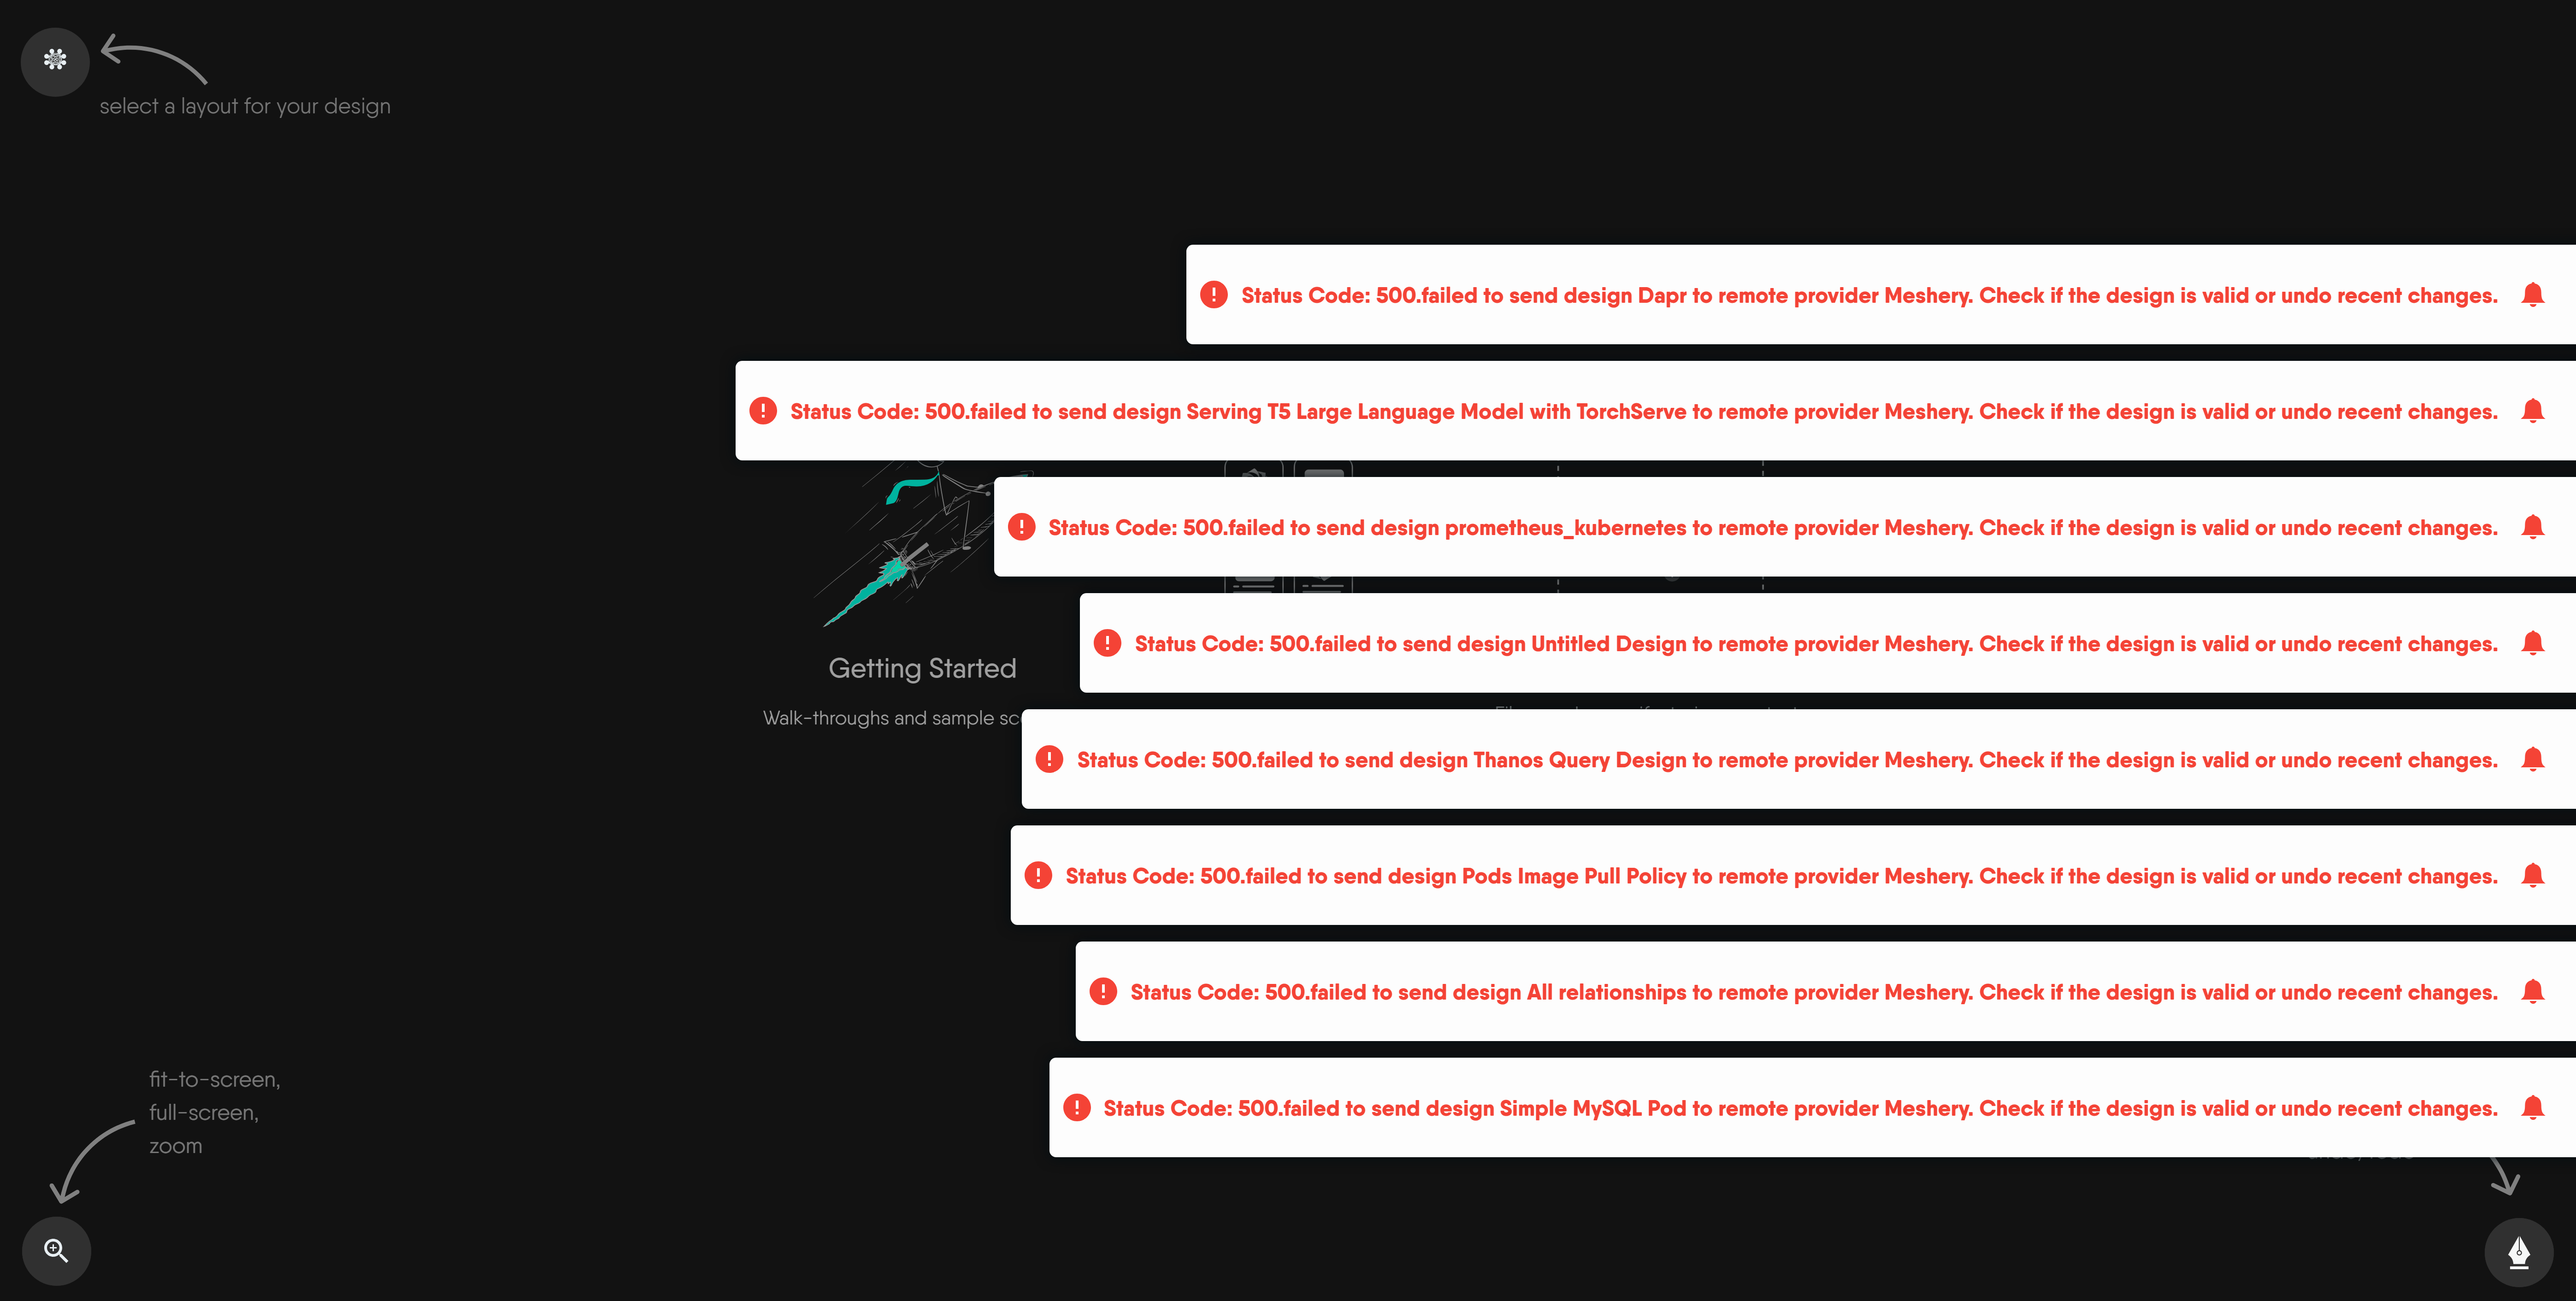 select a layout for your design
Status Code: 500.failed to send design Dapr to remote provider Meshery. Check if the design is valid or undo recent changes.
Status Code: 500.failed to send design Serving T5 Large Language Model with TorchServe to remote provider Meshery. Check if the design is valid or undo recent changes.
Status Code: 500.failed to send design prometheus_kubernetes to remote provider Meshery. Check if the design is valid or undo recent changes.
Status Code: 500.failed to send design Untitled Design to remote provider Meshery. Check if the design is valid or undo recent changes.
Getting Started
Walk-throughs and sample
Status Code: 500.failed to send design Thanos Query Design to remote provider Meshery. Check if the design is valid or undo recent changes.
Status Code: 500.failed to send design Pods Image Pull Policy to remote provider Meshery. Check if the design is valid or undo recent changes.
Status Code: 500.failed to send design All relationships to remote provider Meshery. Check if the design is valid or undo recent changes.
Status Code: 500.failed to send design Simple MySQL Pod to remote provider Meshery. Check if the design is valid or undo recent changes.
fit-to-screen,
full-screen,
zoom